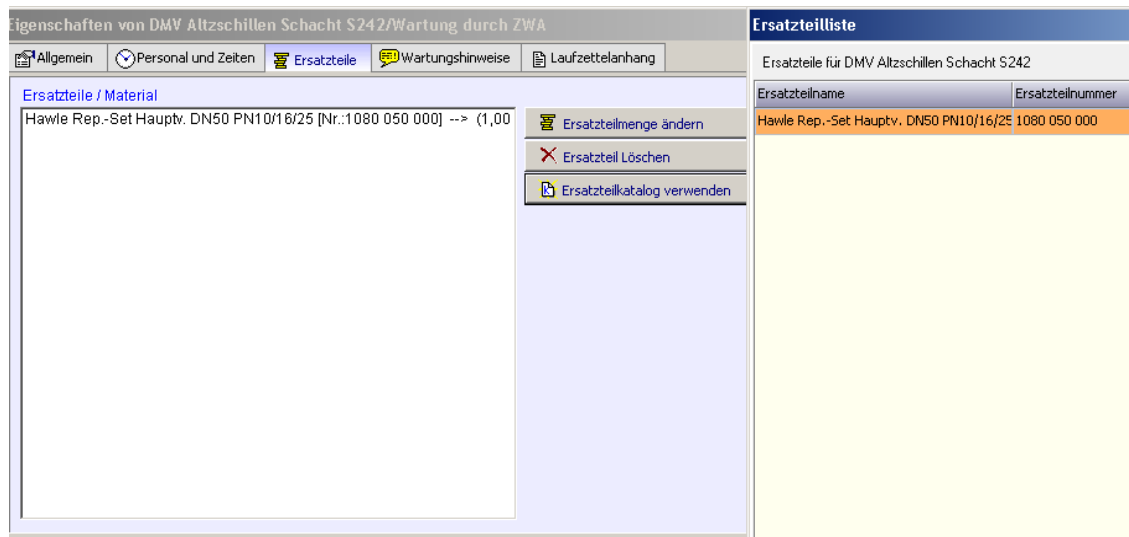 Eigenschaften von DMV Altzschillen Schacht S242/Wartung durch ZWA
Allgemein
Personal und Zeiten
Ersatzteile
Wartungshinweise
Laufzettelanhang
Ersatzteile / Material
Hawle Rep.-Set Hauptv. DN50 PN10/16/25 [Nr.:1080 050 000] --> (1,00
Ersatzteilmenge ändern
Ersatzteil Löschen
Ersatzteilkatalog verwenden
Ersatzteilliste
Ersatzteile für DMV Altzschillen Schacht S242
Ersatzteilname Ersatzteilnummer
Hawle Rep.-Set Hauptv. DN50 PN10/16/25 1080 050 000